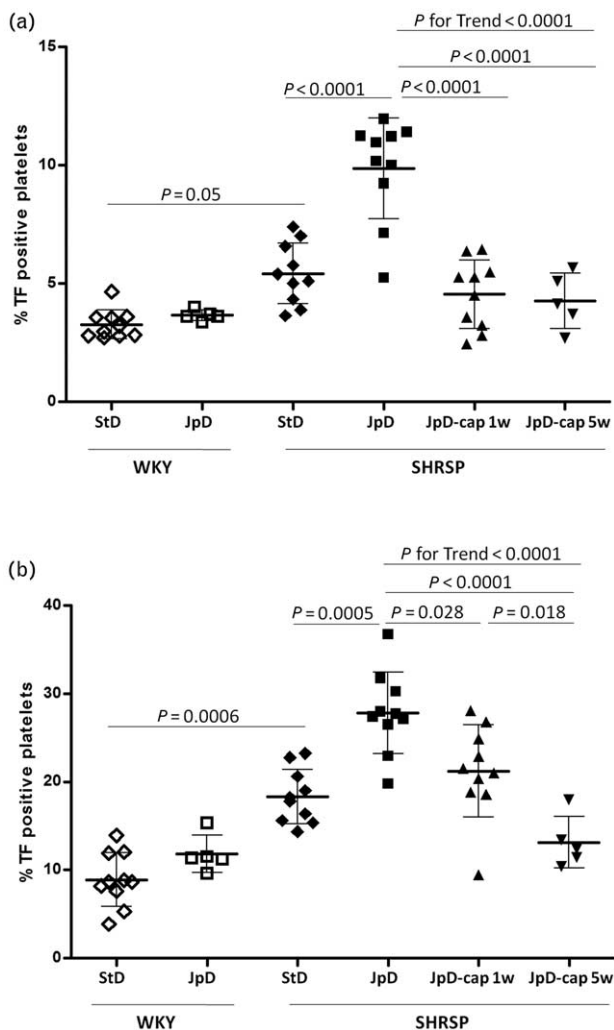 (a)
P for Trend < 0.0001
P < 0.0001
P < 0.0001 P < 0.0001
P = 0.05
% TF positive platelets
15
10
5
0
StD JpD StD JpD JpD-cap 1w JpD-cap 5w
WKY SHRSP
(b)
P for Trend < 0.0001
P < 0.0001
P = 0.0005 P = 0.028 P = 0.018
P = 0.0006
% TF positive platelets
40
30
20
10
0
StD JpD StD JpD JpD-cap 1w JpD-cap 5w
WKY SHRSP